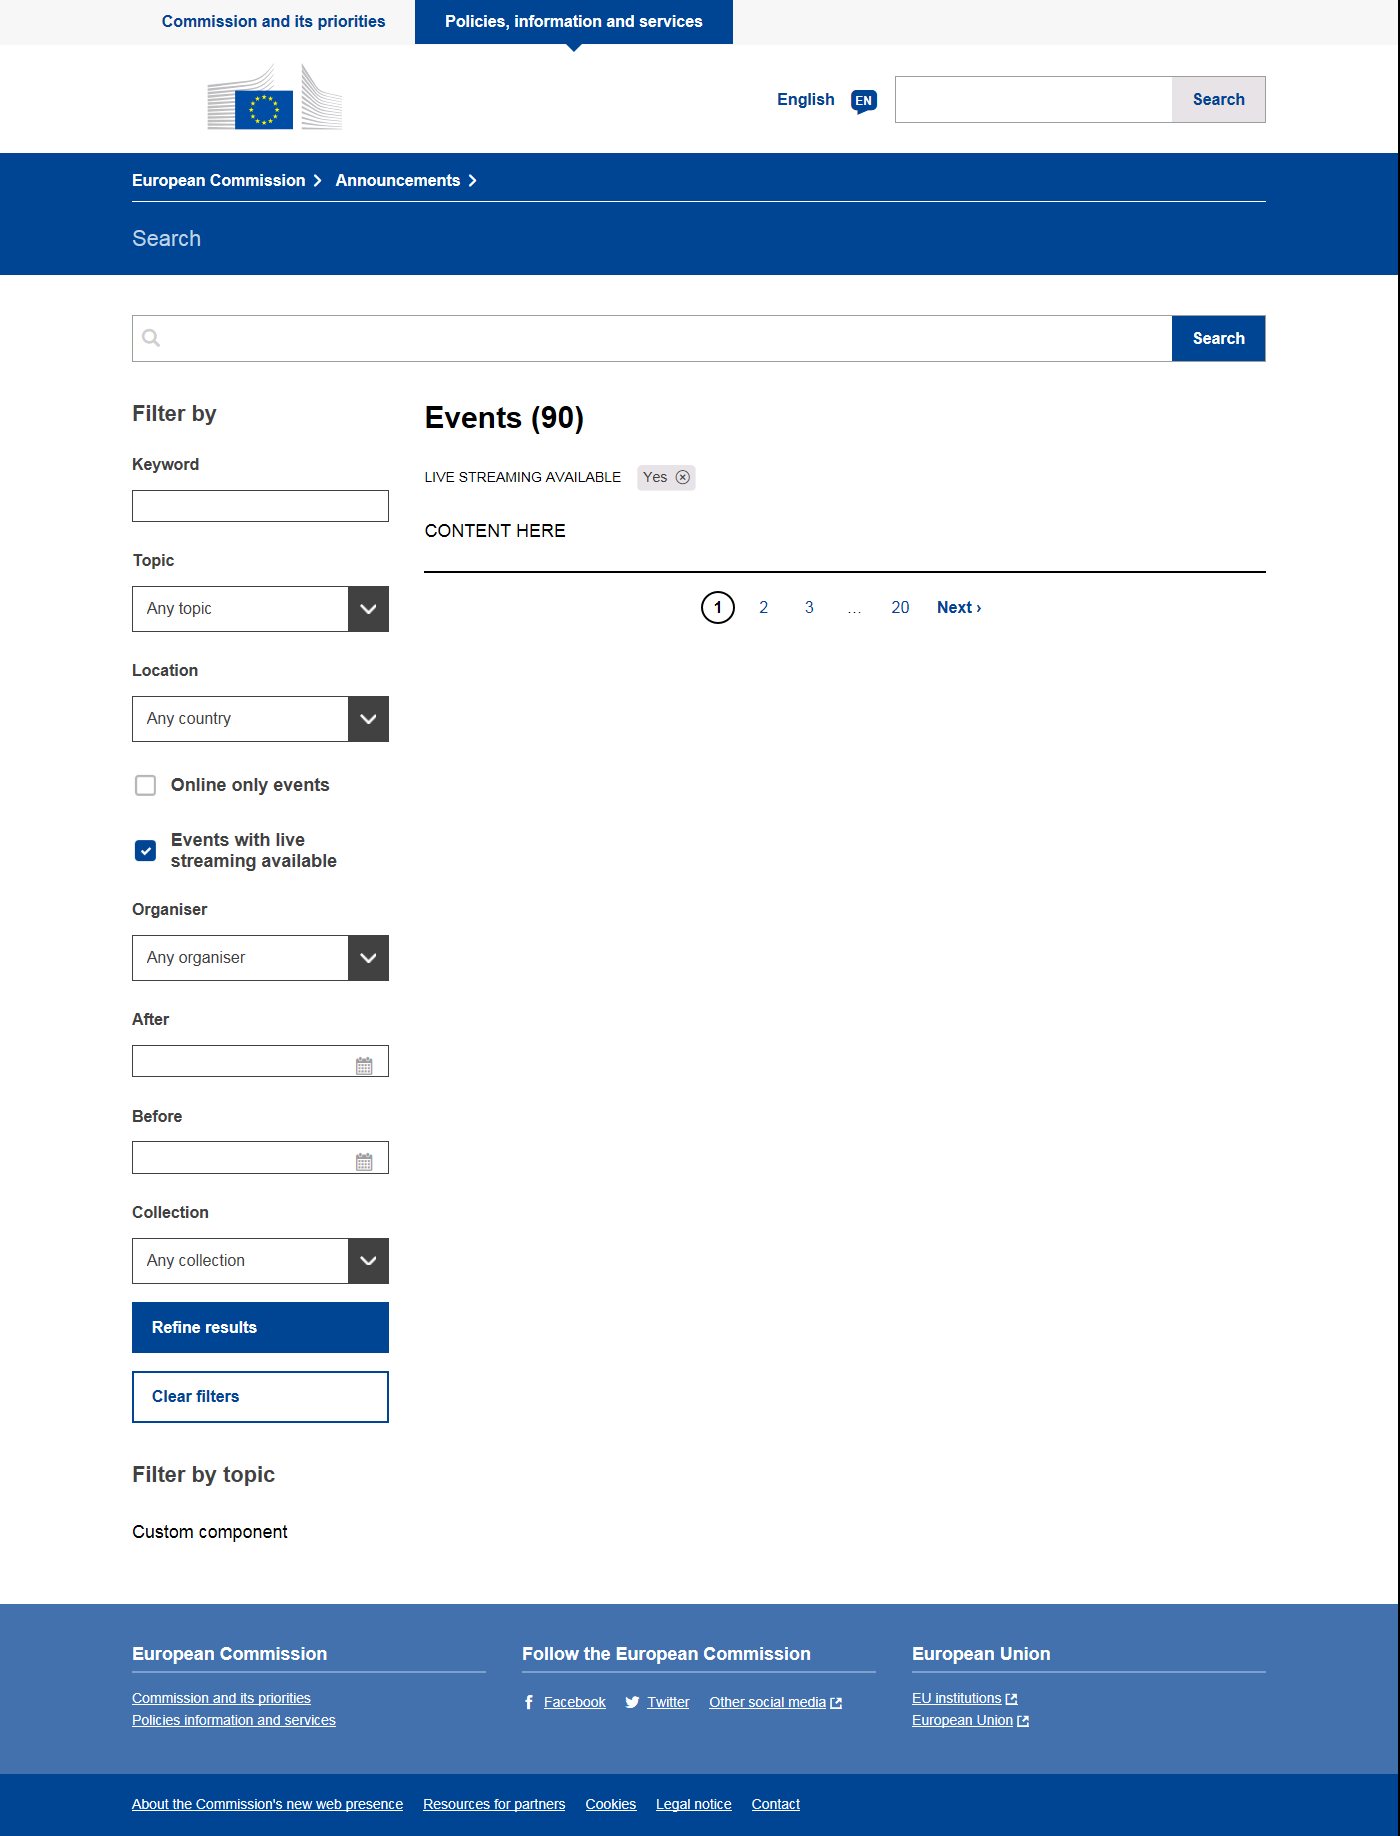 Commission and its priorities
Policies, information and services
English EN
Search
European Commission
Announcements
Search
Search
Filter by
Keyword
Topic
Any topic
Location
Any country
Online only events
Events with live
streaming available
Organiser
Any organiser
After
Before
Collection
Any collection
Refine results
Clear filters
Filter by topic
Custom component
Events (90)
LIVE STREAMING AVAILABLE Yes
CONTENT HERE
1 2 3 ... 20 Next ›
European Commission
Commission and its priorities
Policies information and services
Follow the European Commission
Facebook Twitter Other social media
European Union
EU institutions
European Union
About the Commission's new web presence Resources for partners Cookies Legal notice Contact